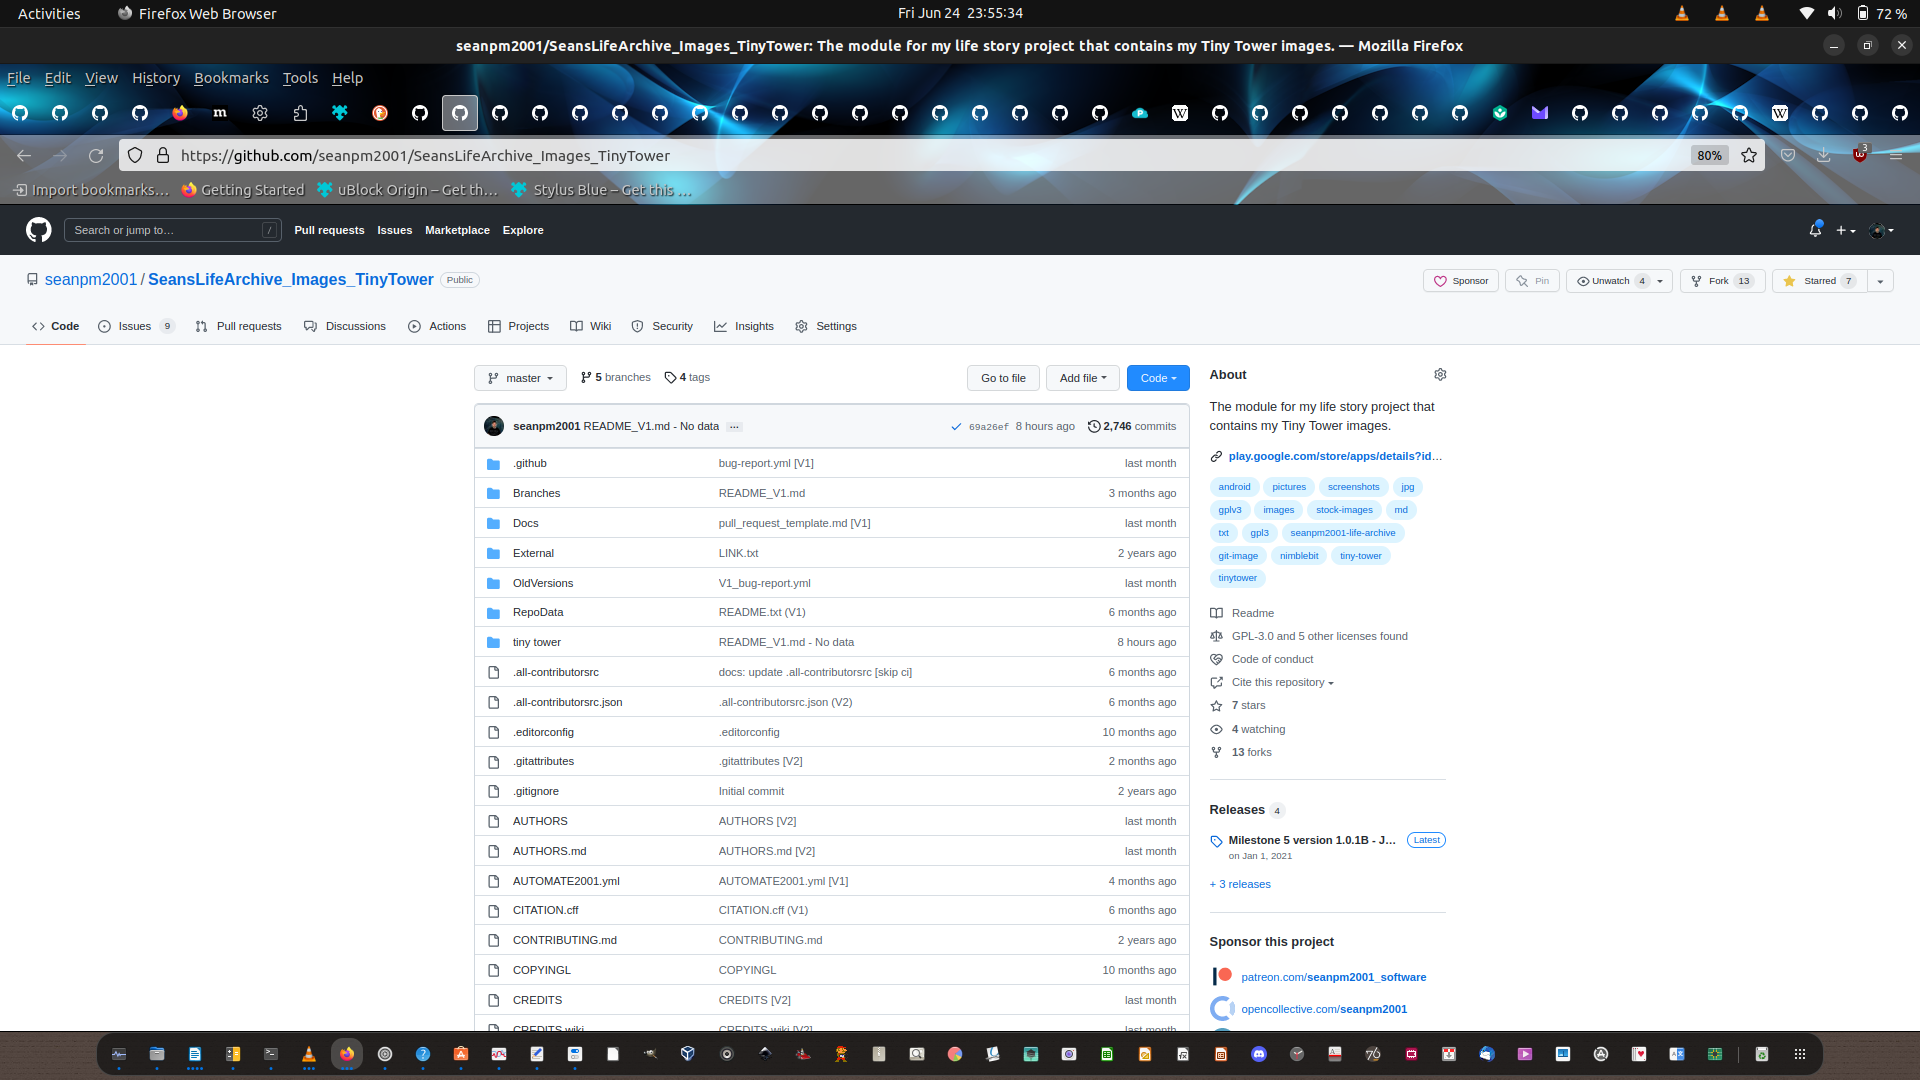 Activities Firefox Web Browser Fri Jun 24 23:55:34 72 %
seanpm2001/SeansLifeArchive_Images_TinyTower: The module for my life story project that contains my Tiny Tower images. — Mozilla Firefox
File Edit View History Bookmarks Tools Help
https://github.com/seanpm2001/SeansLifeArchive_Images_TinyTower 80% 3
Import bookmarks... Getting Started uBlock Origin – Get th... Stylus Blue – Get this ...
Search or jump to... / Pull requests Issues Marketplace Explore
seanpm2001 / SeansLifeArchive_Images_TinyTower Public Sponsor Pin Unwatch 4 Fork 13 Starred 7
Code Issues 9 Pull requests Discussions Actions Projects Wiki Security Insights Settings
master 5 branches 4 tags Go to file Add file Code
seanpm2001 README_V1.md - No data ... 69a26ef 8 hours ago 2,746 commits
.github bug-report.yml [V1] last month
Branches README_V1.md 3 months ago
Docs pull_request_template.md [V1] last month
External LINK.txt 2 years ago
OldVersions V1_bug-report.yml last month
RepoData README.txt (V1) 6 months ago
tiny tower README_V1.md - No data 8 hours ago
.all-contributorsrc docs: update .all-contributorsrc [skip ci] 6 months ago
.all-contributorsrc.json .all-contributorsrc.json (V2) 6 months ago
.editorconfig .editorconfig 10 months ago
.gitattributes .gitattributes [V2] 2 months ago
.gitignore Initial commit 2 years ago
AUTHORS AUTHORS [V2] last month
AUTHORS.md AUTHORS.md [V2] last month
AUTOMATE2001.yml AUTOMATE2001.yml [V1] 4 months ago
CITATION.cff CITATION.cff (V1) 6 months ago
CONTRIBUTING.md CONTRIBUTING.md 2 years ago
COPYINGL COPYINGL 10 months ago
CREDITS CREDITS [V2] last month
CREDITS.wiki CREDITS.wiki [V2] last month
About
The module for my life story project that
contains my Tiny Tower images.
play.google.com/store/apps/details?id...
android pictures screenshots jpg
gplv3 images stock-images md
txt gpl3 seanpm2001-life-archive
git-image nimblebit tiny-tower
tinytower
Readme
GPL-3.0 and 5 other licenses found
Code of conduct
Cite this repository
7 stars
4 watching
13 forks
Releases 4
Milestone 5 version 1.0.1B - J... Latest
on Jan 1, 2021
+ 3 releases
Sponsor this project
patreon.com/seanpm2001_software
opencollective.com/seanpm2001